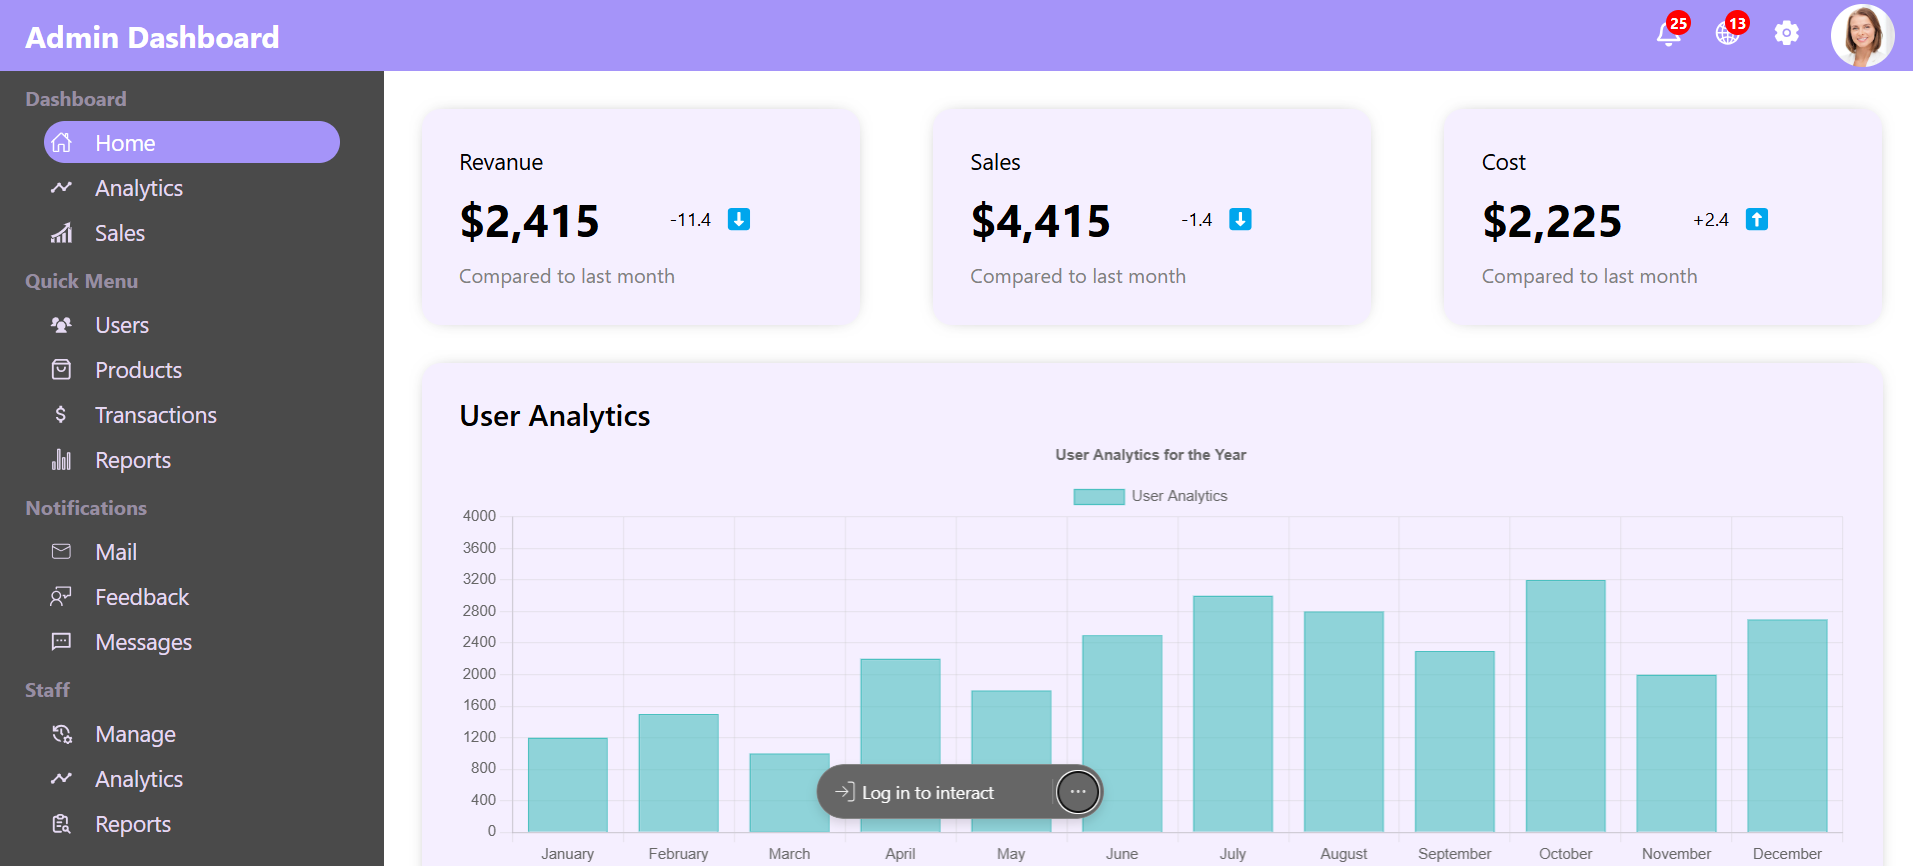 Admin Dashboard
25
13
Dashboard
Home
Analytics
Sales
Quick Menu
Users
Products
Transactions
Reports
Notifications
Mail
Feedback
Messages
Staff
Manage
Analytics
Reports
Revanue
$2,415
-11.4
Compared to last month
Sales
$4,415
-1.4
Compared to last month
Cost
$2,225
+2.4
Compared to last month
User Analytics
User Analytics for the Year
User Analytics
4000
3600
3200
2800
2400
2000
1600
1200
800
400
0
January
February
March
April
May
June
July
August
September
October
November
December
Log in to interact